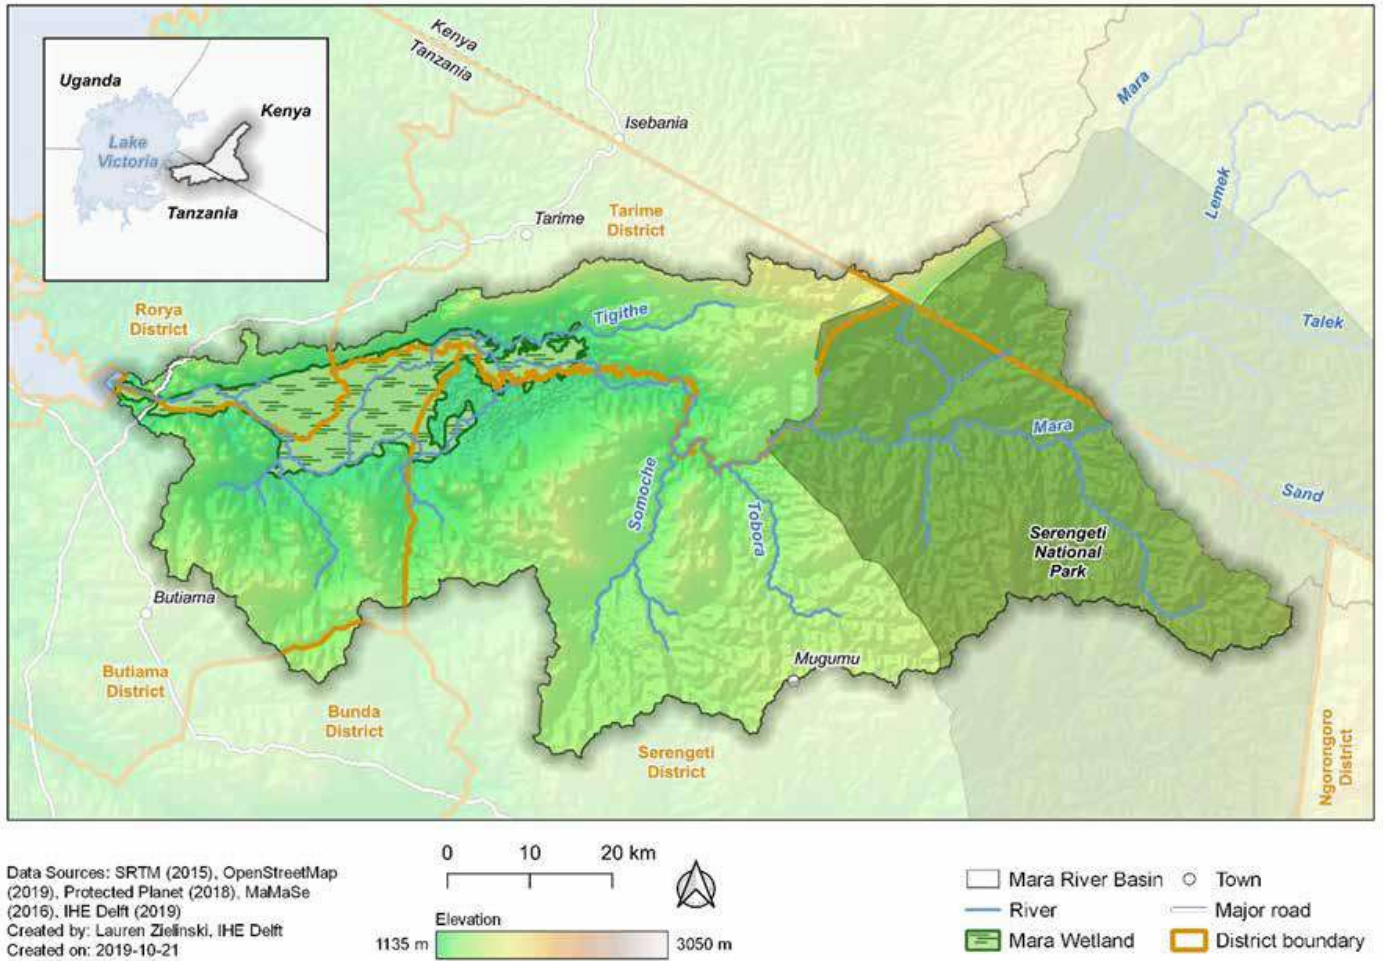 Kenya
Tanzania
Uganda
Kenya
Lake
Victoria
Tanzania
Isebania
Mara
Lemek
Tarime
Tarime
District
Rorya
District
Tigithe
Talek
Mara
Sand
Somoche
Tobora
Serengeti
National
Park
Butiama
Butiama
District
Bunda
District
Mugumu
Serengeti
District
Ngorongoro
District
Data Sources: SRTM (2015), OpenStreetMap
(2019), Protected Planet (2018), MaMaSe
(2016), IHE Delft (2019)
Created by: Lauren Zielinski, IHE Delft
Created on: 2019-10-21
0 10 20 km
Elevation
1135 m 3050 m
Mara River Basin
Town
River
Major road
Mara Wetland
District boundary